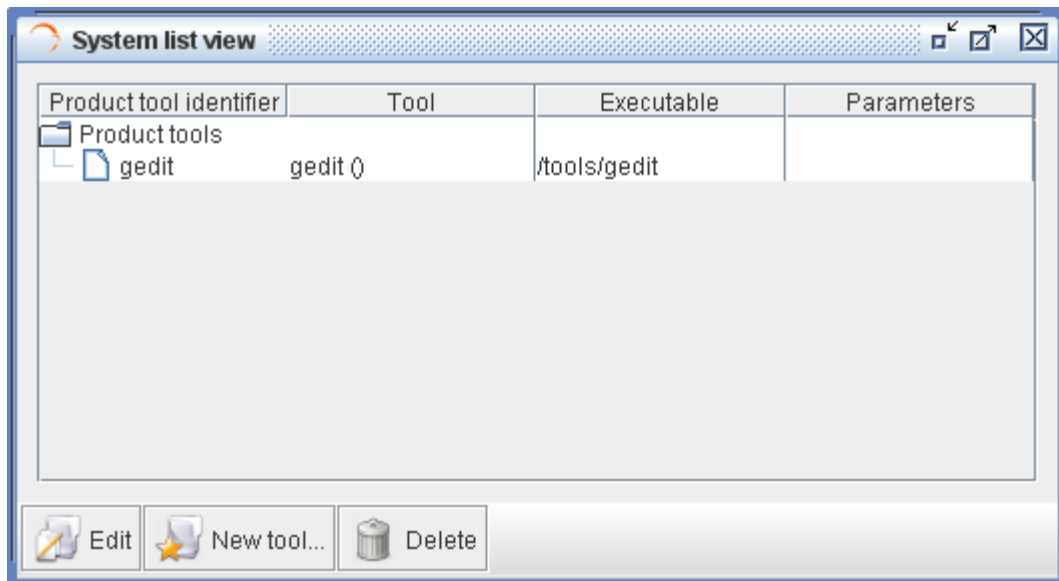 System list view
Product tool identifier Tool Executable Parameters
Product tools
gedit gedit () /tools/gedit
Edit New tool... Delete